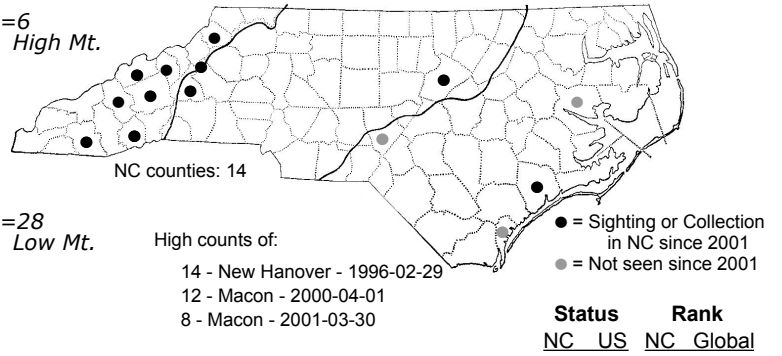 =6
High Mt.
NC counties: 14
=28
Low Mt.
High counts of:
14 - New Hanover - 1996-02-29
12 - Macon - 2000-04-01
8 - Macon - 2001-03-30
= Sighting or Collection
in NC since 2001
= Not seen since 2001
Status Rank
NC US NC Global